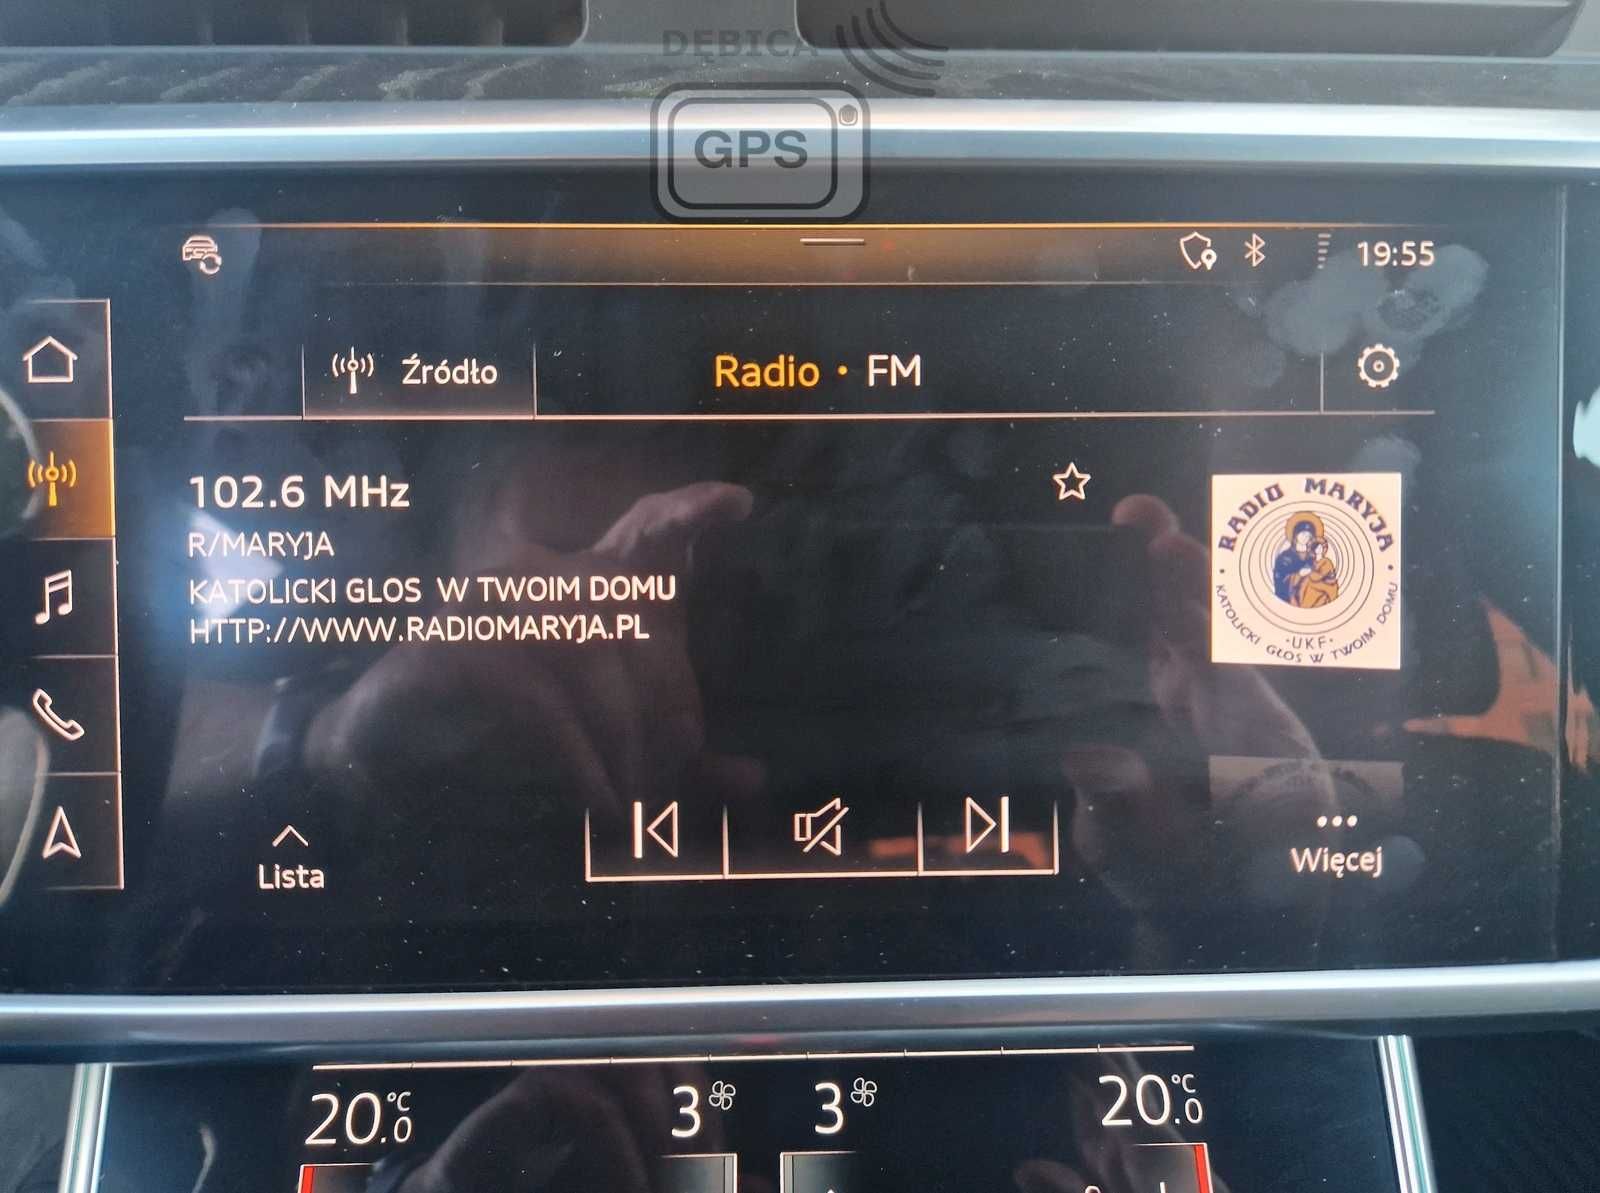 DĘBICA
GPS
19:55
Źródło
Radio • FM
102.6 MHz
R/MARYJA
KATOLICKI GLOS W TWOIM DOMU
HTTP://WWW.RADIOMARYJA.PL
• RADIO MARYJA •
KATOLICKI GŁOS W TWOIM DOMU
•UKF•
Lista
Więcej
20.0 °C
3
3
20.0 °C